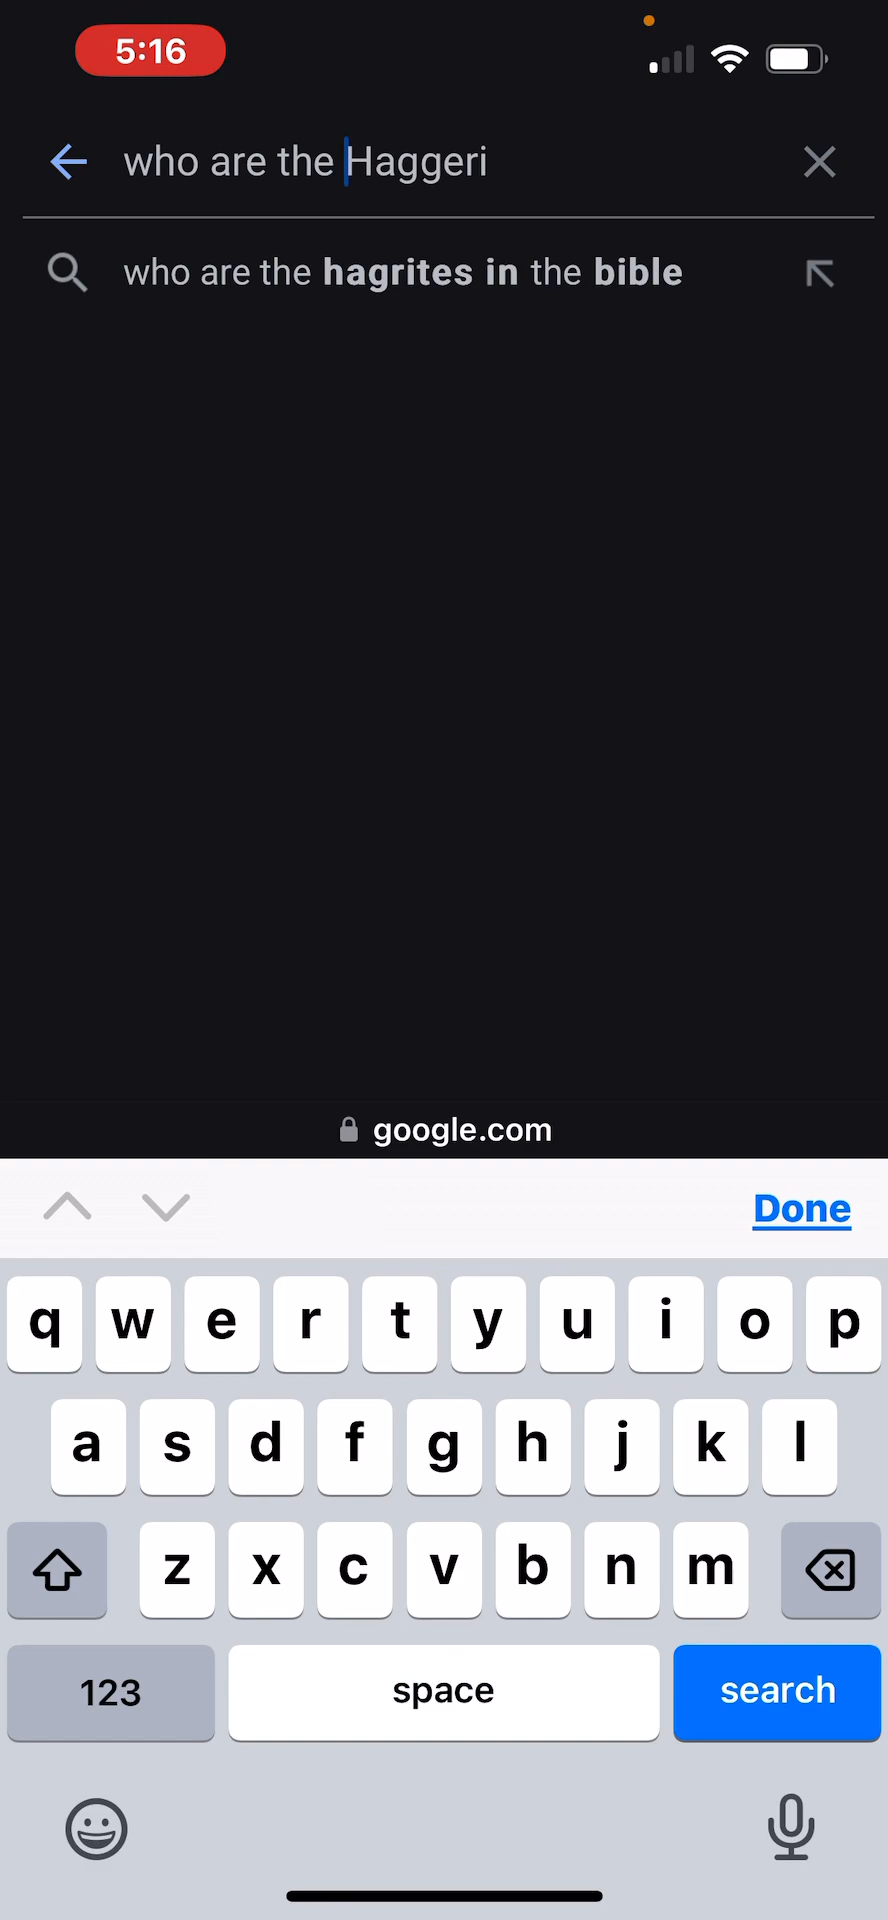 5:16
who are the Haggeri
who are the hagrites in the bible
google.com
Done
q w e r t y u i o p
a s d f g h j k l
z x c v b n m
123 space search